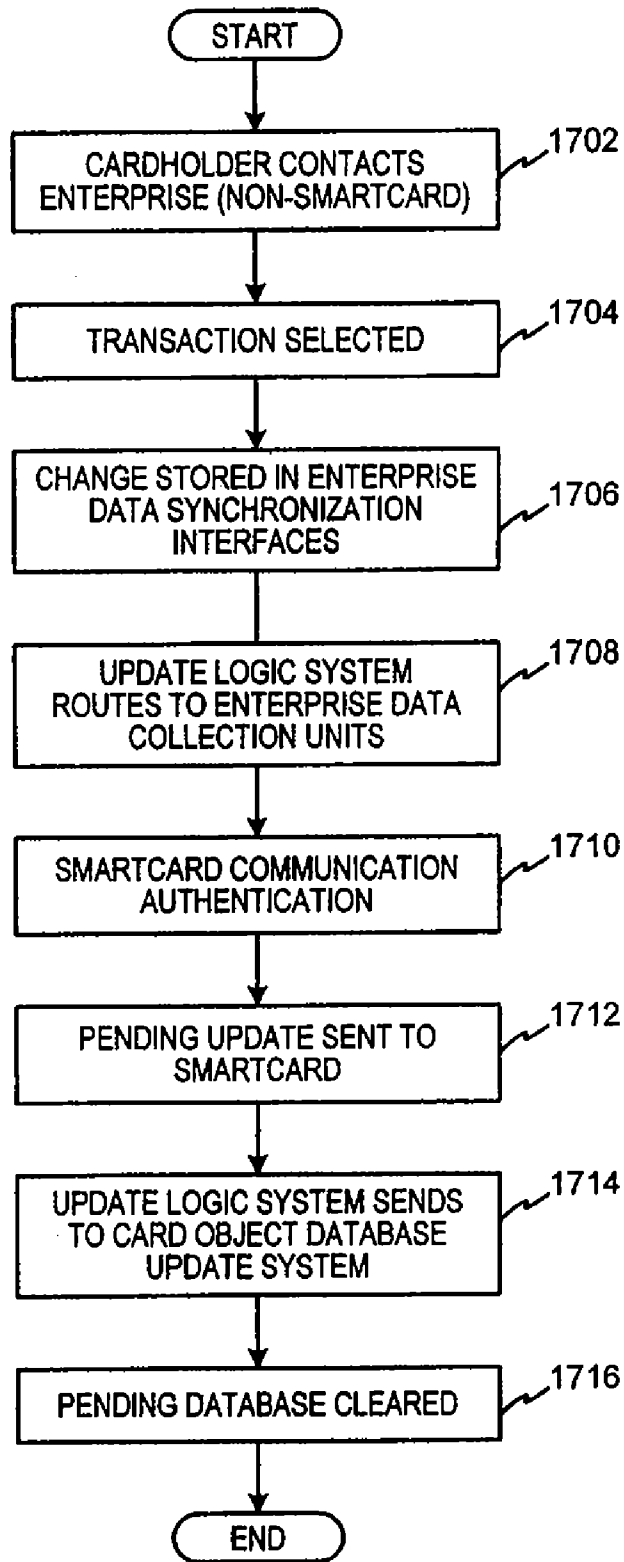 START
CARDHOLDER CONTACTS
ENTERPRISE (NON-SMARTCARD)
1702
TRANSACTION SELECTED
1704
CHANGE STORED IN ENTERPRISE
DATA SYNCHRONIZATION
INTERFACES
1706
UPDATE LOGIC SYSTEM
ROUTES TO ENTERPRISE DATA
COLLECTION UNITS
1708
SMARTCARD COMMUNICATION
AUTHENTICATION
1710
PENDING UPDATE SENT TO
SMARTCARD
1712
UPDATE LOGIC SYSTEM SENDS
TO CARD OBJECT DATABASE
UPDATE SYSTEM
1714
PENDING DATABASE CLEARED
1716
END